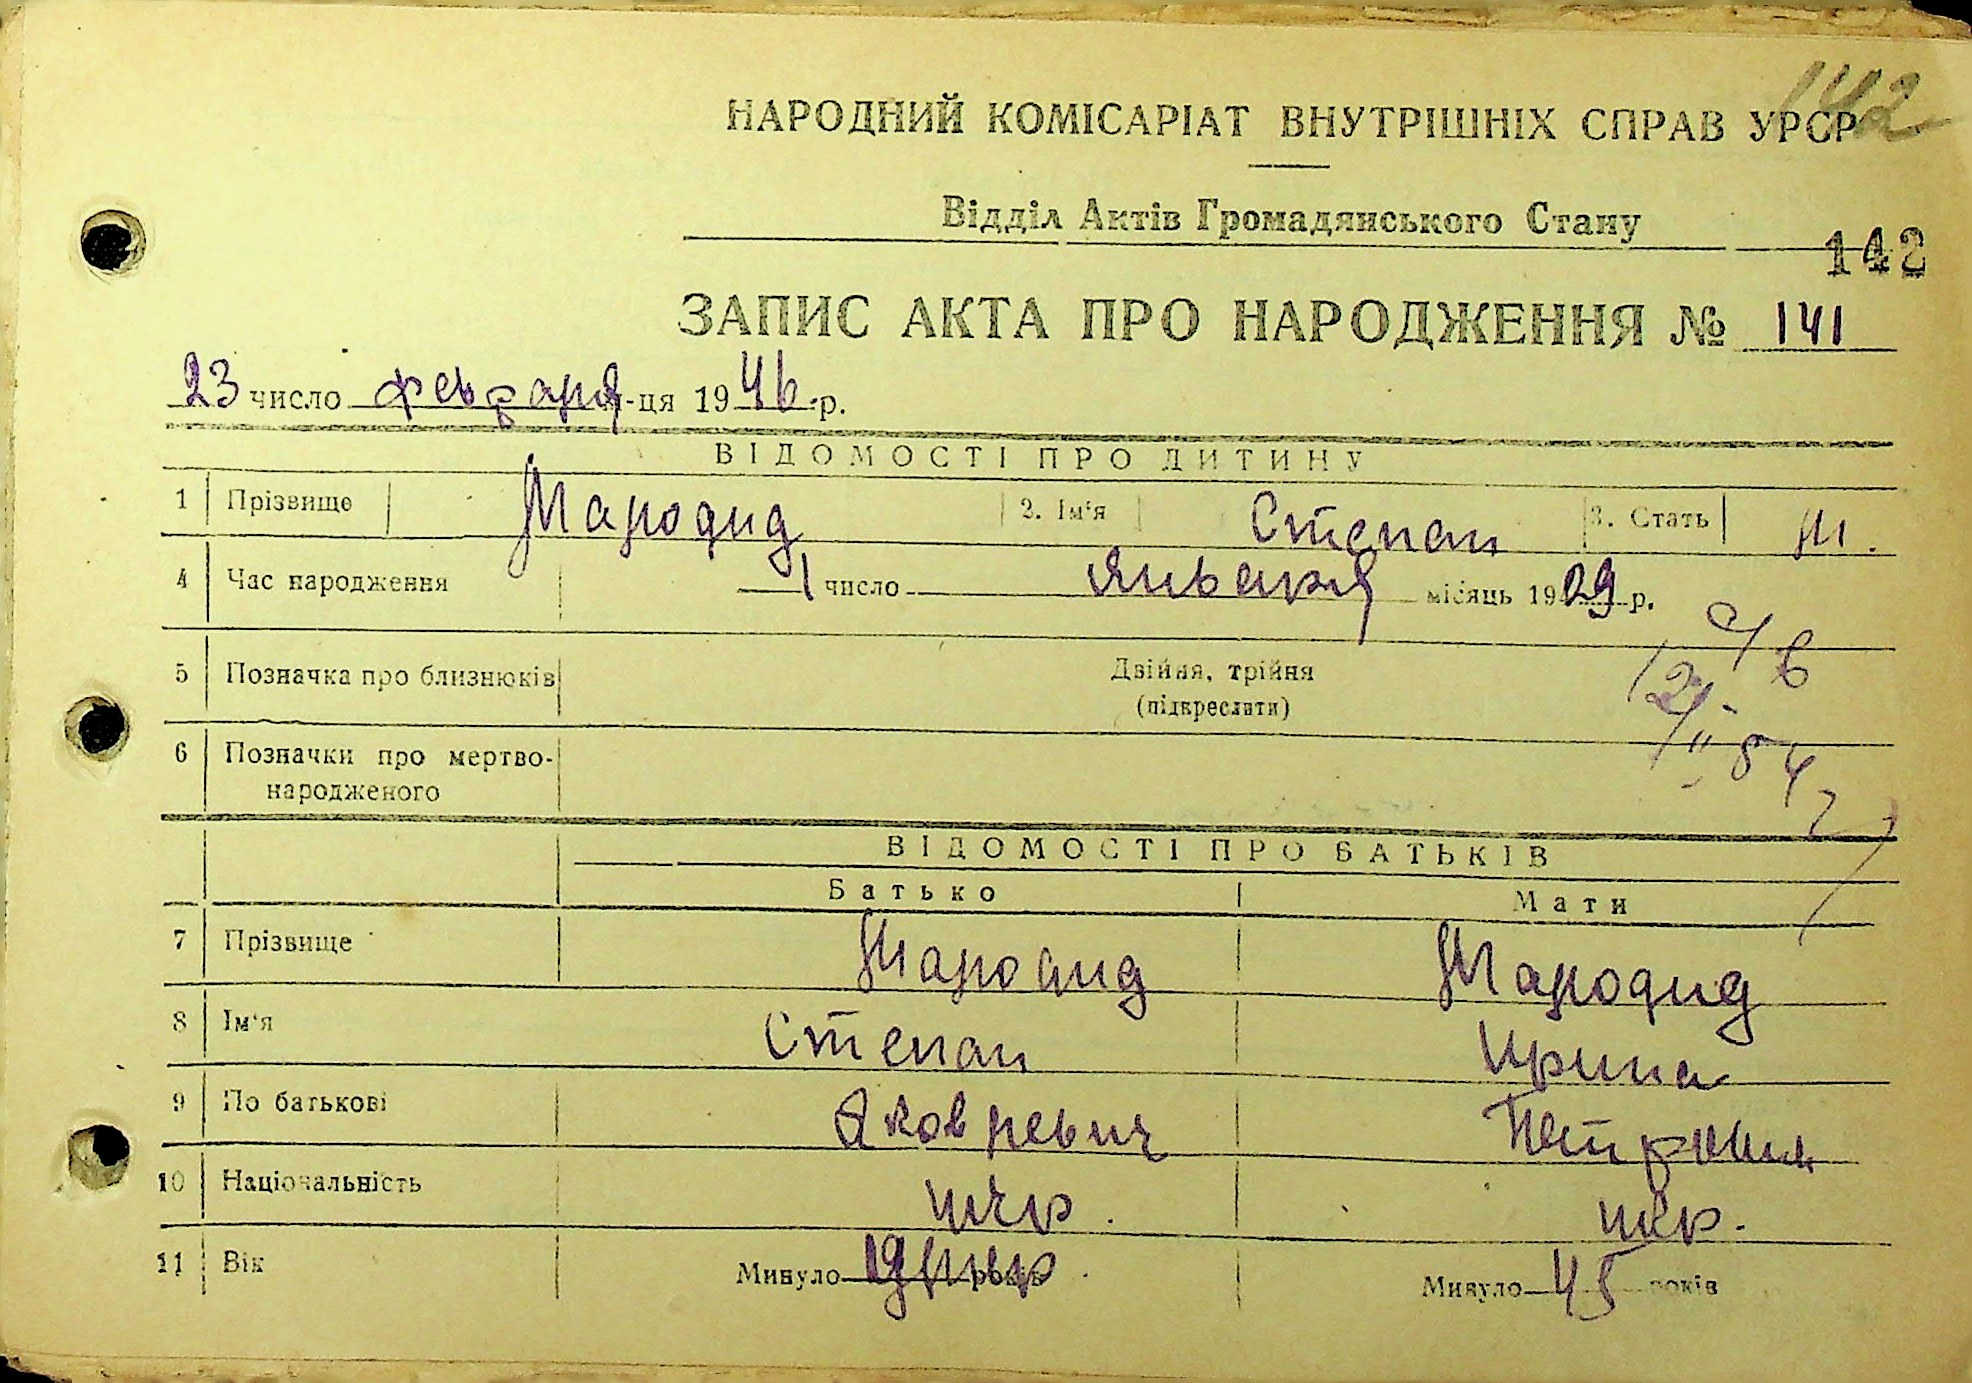 142
НАРОДНИЙ КОМІСАРІАТ ВНУТРІШНІХ СПРАВ УРСР
Відділ Актів Громадянського Стану
142
ЗАПИС АКТА ПРО НАРОДЖЕННЯ № 141
23 число февраля м-ця 1946 р.
ВІДОМОСТІ ПРО ДИТИНУ
1 Прізвище Мародид 2. Ім'я Степан 3. Стать М.
4 Час народження 1 число января місяць 1929 р.
5 Позначка про близнюків Двійня, трійня
(підкреслити)
6 Позначки про мертво-
народженого
ВІДОМОСТІ ПРО БАТЬКІВ
Батько Мати
7 Прізвище Мародид Мародид
8 Ім'я Степан Ирина
9 По батькові Петровна
10 Національність укр. укр.
11 Вік Минуло років Минуло 45 років